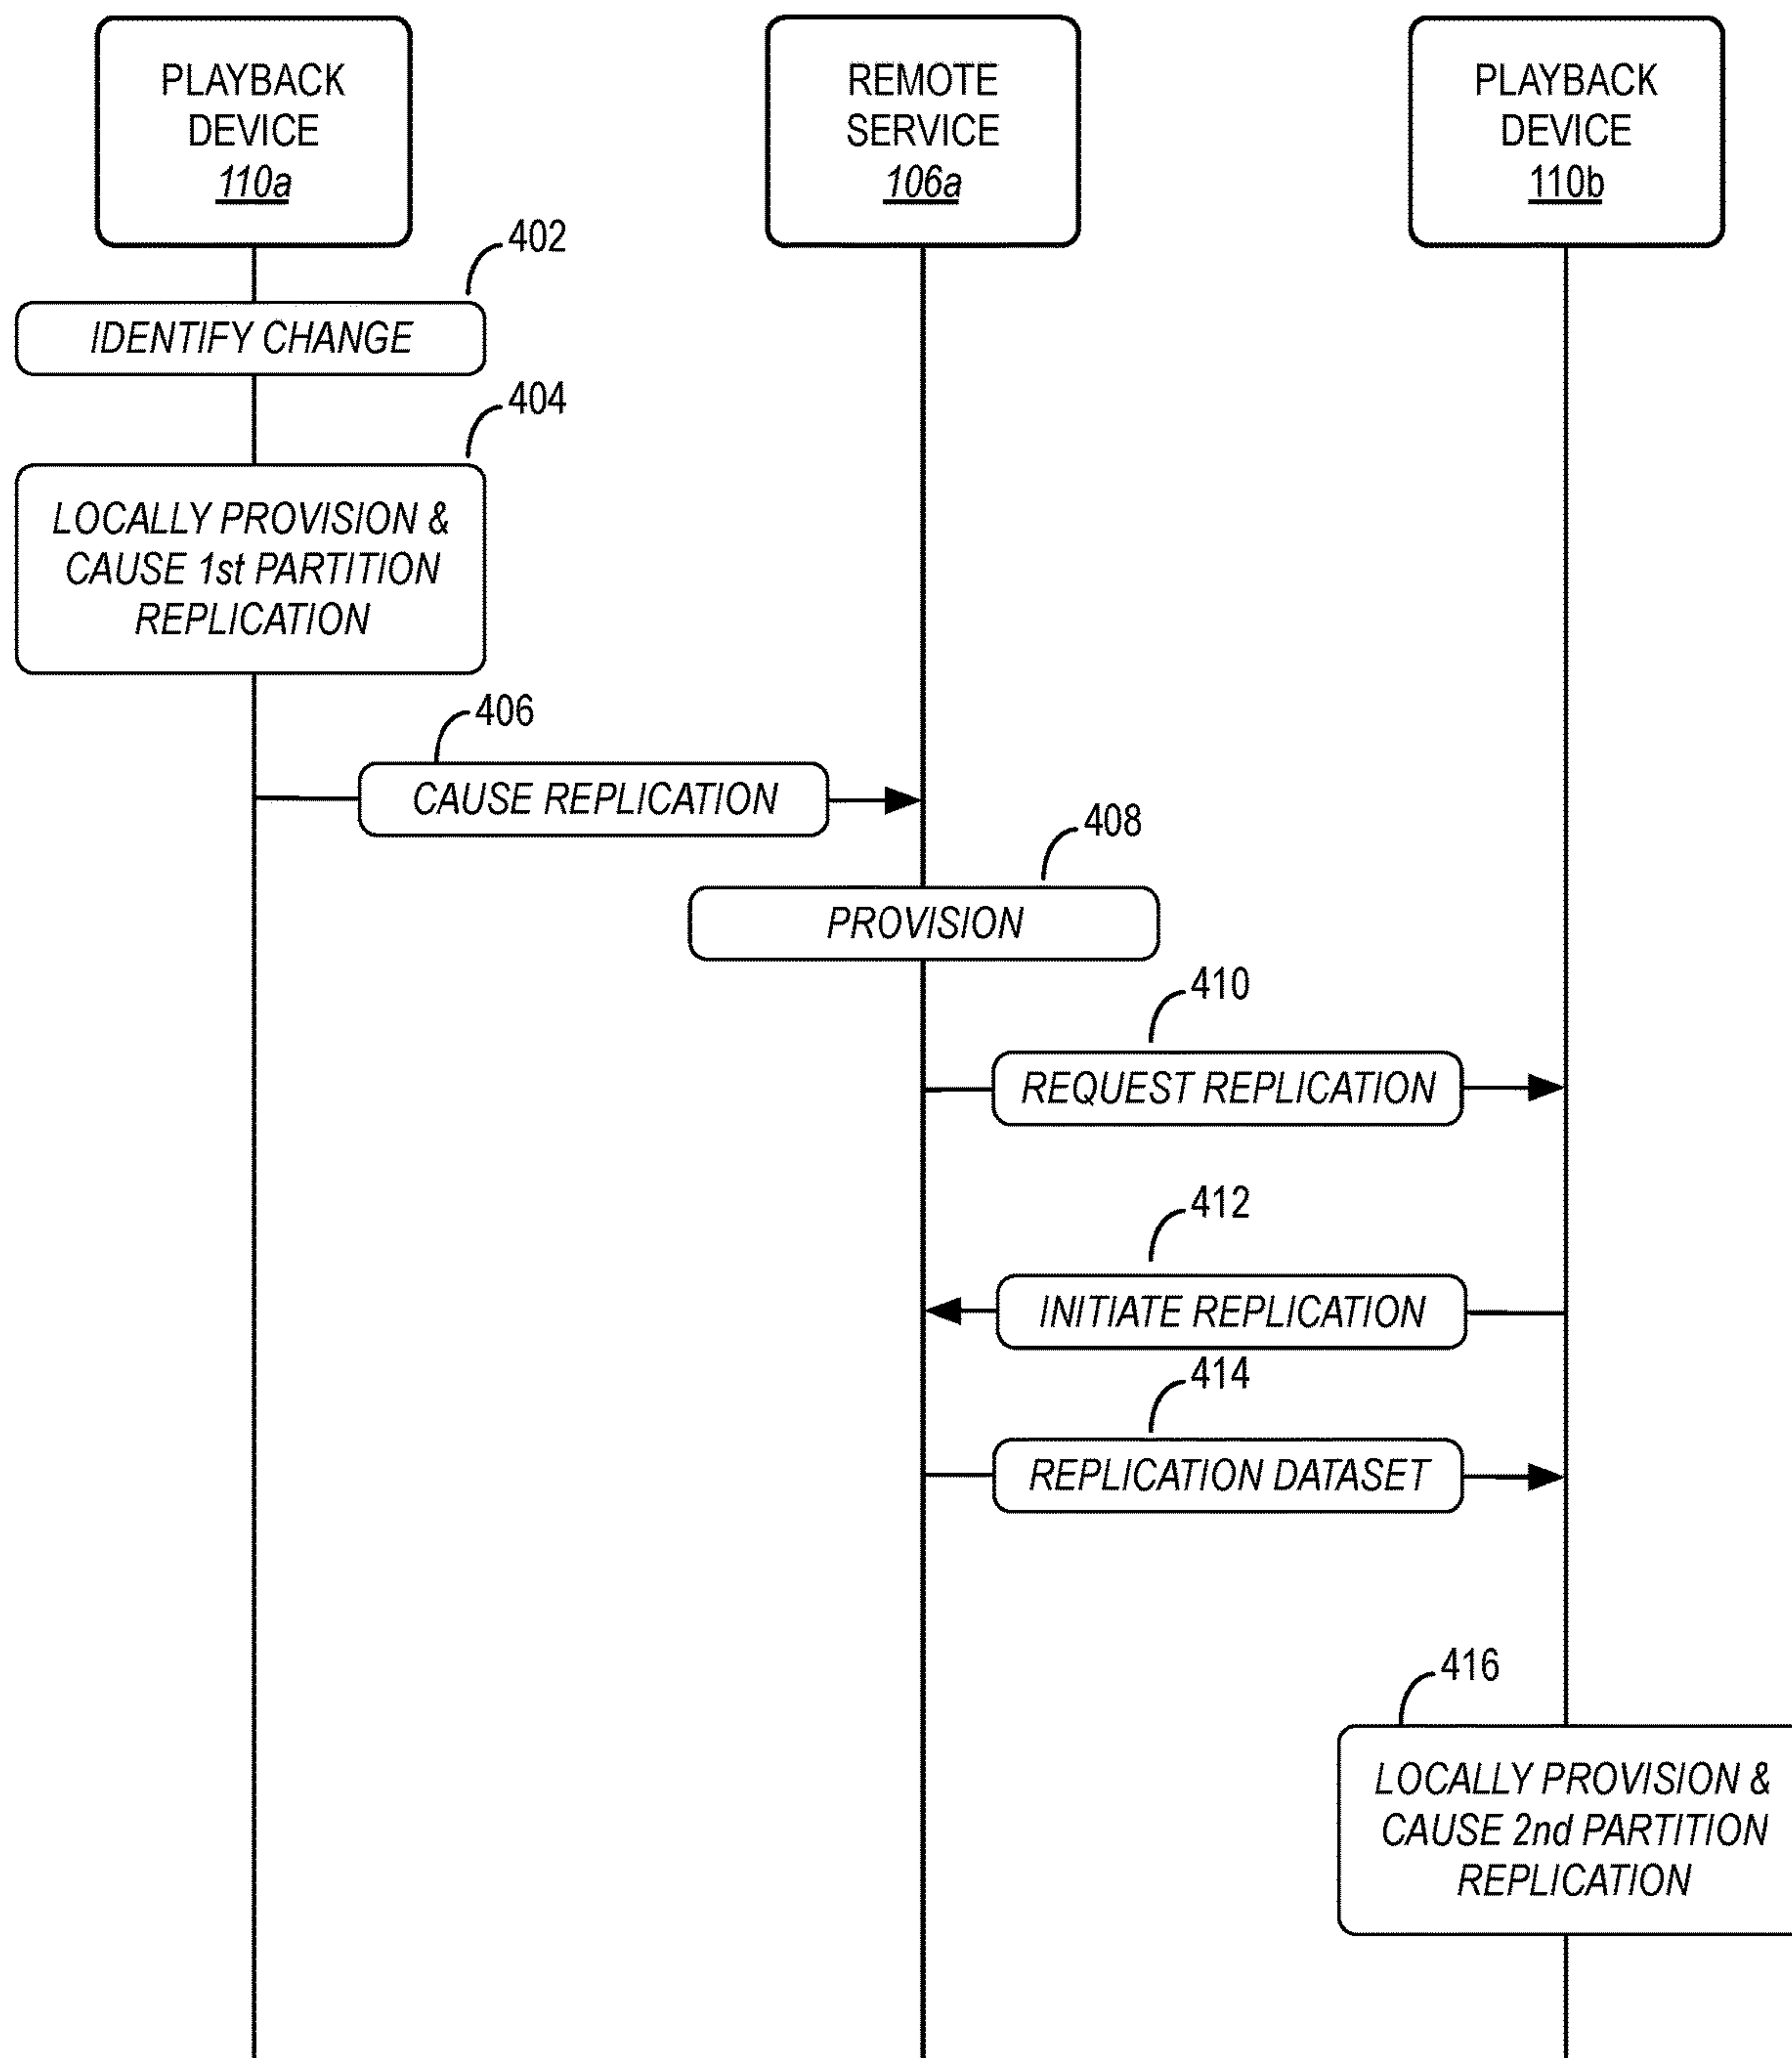 PLAYBACK
DEVICE
110a
REMOTE
SERVICE
106a
PLAYBACK
DEVICE
110b
402
IDENTIFY CHANGE
404
LOCALLY PROVISION &
CAUSE 1st PARTITION
REPLICATION
406
CAUSE REPLICATION
408
PROVISION
410
REQUEST REPLICATION
412
INITIATE REPLICATION
414
REPLICATION DATASET
416
LOCALLY PROVISION &
CAUSE 2nd PARTITION
REPLICATION